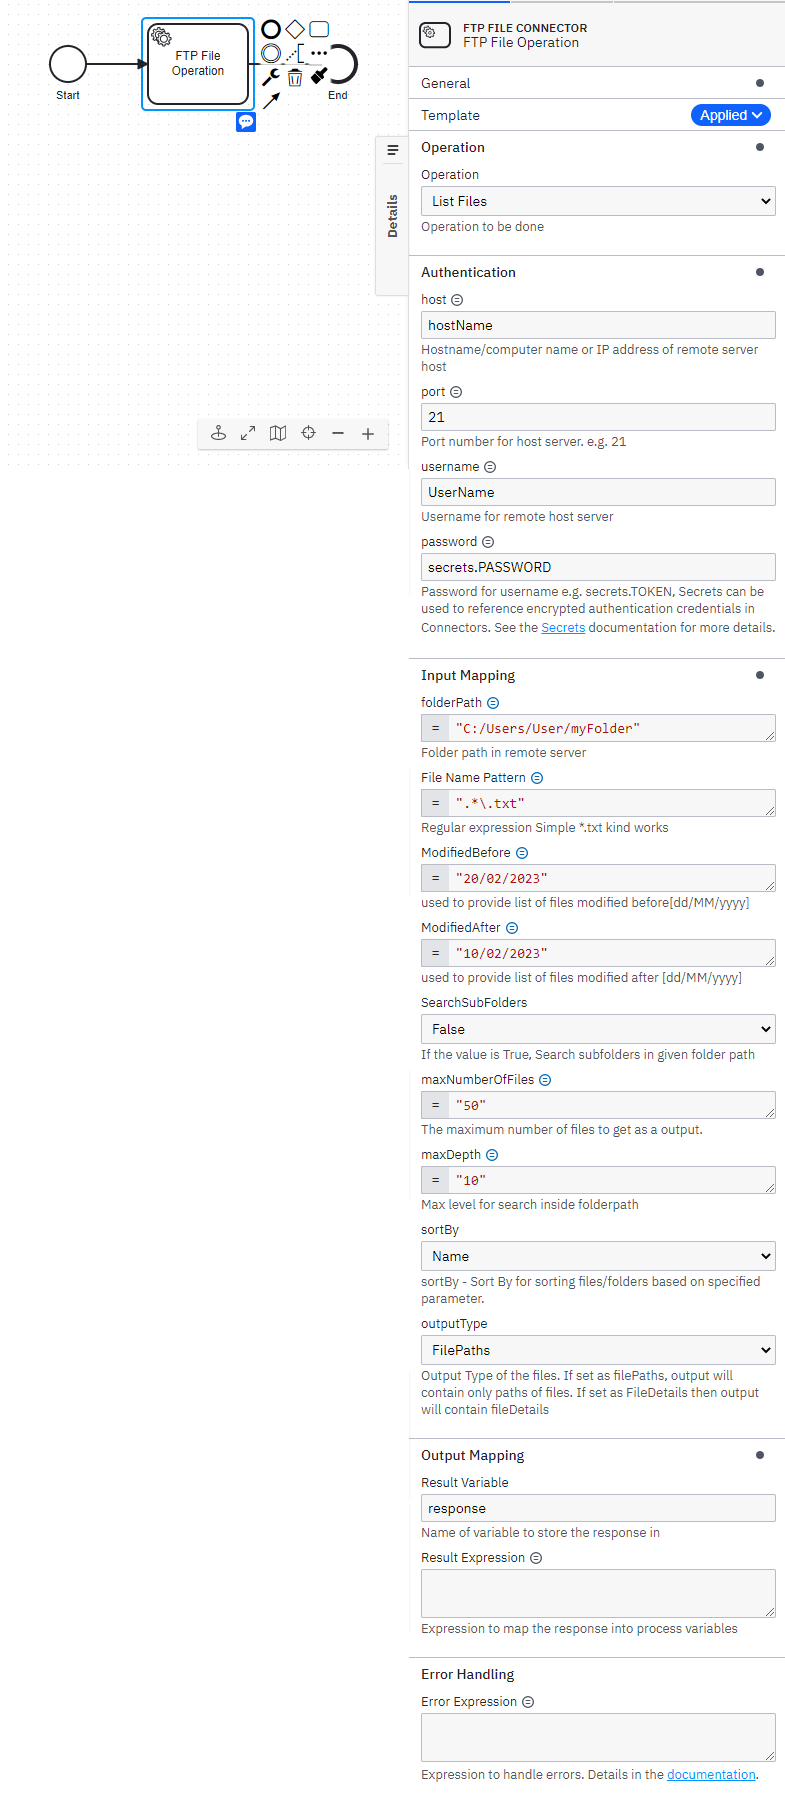 FTP File
Operation
Start
End
Details
FTP FILE CONNECTOR
FTP File Operation
General
Template
Applied
Operation
Operation
List Files
Operation to be done
Authentication
host
hostName
Hostname/computer name or IP address of remote server
host
port
21
Port number for host server. e.g. 21
username
UserName
Username for remote host server
password
secrets.PASSWORD
Password for username e.g. secrets.TOKEN, Secrets can be
used to reference encrypted authentication credentials in
Connectors. See the Secrets documentation for more details.
Input Mapping
folderPath
= "C:/Users/User/myFolder"
Folder path in remote server
File Name Pattern
= ".*\.txt"
Regular expression Simple *.txt kind works
ModifiedBefore
= "20/02/2023"
used to provide list of files modified before[dd/MM/yyyy]
ModifiedAfter
= "10/02/2023"
used to provide list of files modified after [dd/MM/yyyy]
SearchSubFolders
False
If the value is True, Search subfolders in given folder path
maxNumberOfFiles
= "50"
The maximum number of files to get as a output.
maxDepth
= "10"
Max level for search inside folderpath
sortBy
Name
sortBy - Sort By for sorting files/folders based on specified
parameter.
outputType
FilePaths
Output Type of the files. If set as filePaths, output will
contain only paths of files. If set as FileDetails then output
will contain fileDetails
Output Mapping
Result Variable
response
Name of variable to store the response in
Result Expression
Expression to map the response into process variables
Error Handling
Error Expression
Expression to handle errors. Details in the documentation.